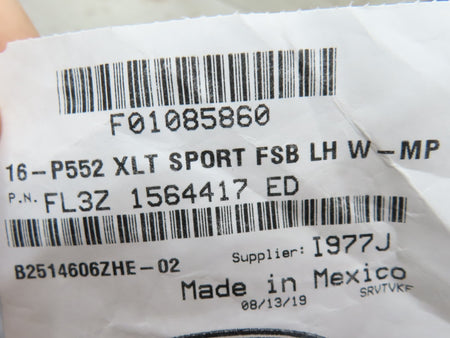 F01085860
16-P552 XLT SPORT FSB LH W-MP
P.N. FL3Z 1564417 ED
B2514606ZHE-02 Supplier: I977J
Made in Mexico
08/13/19 SRVTVKF